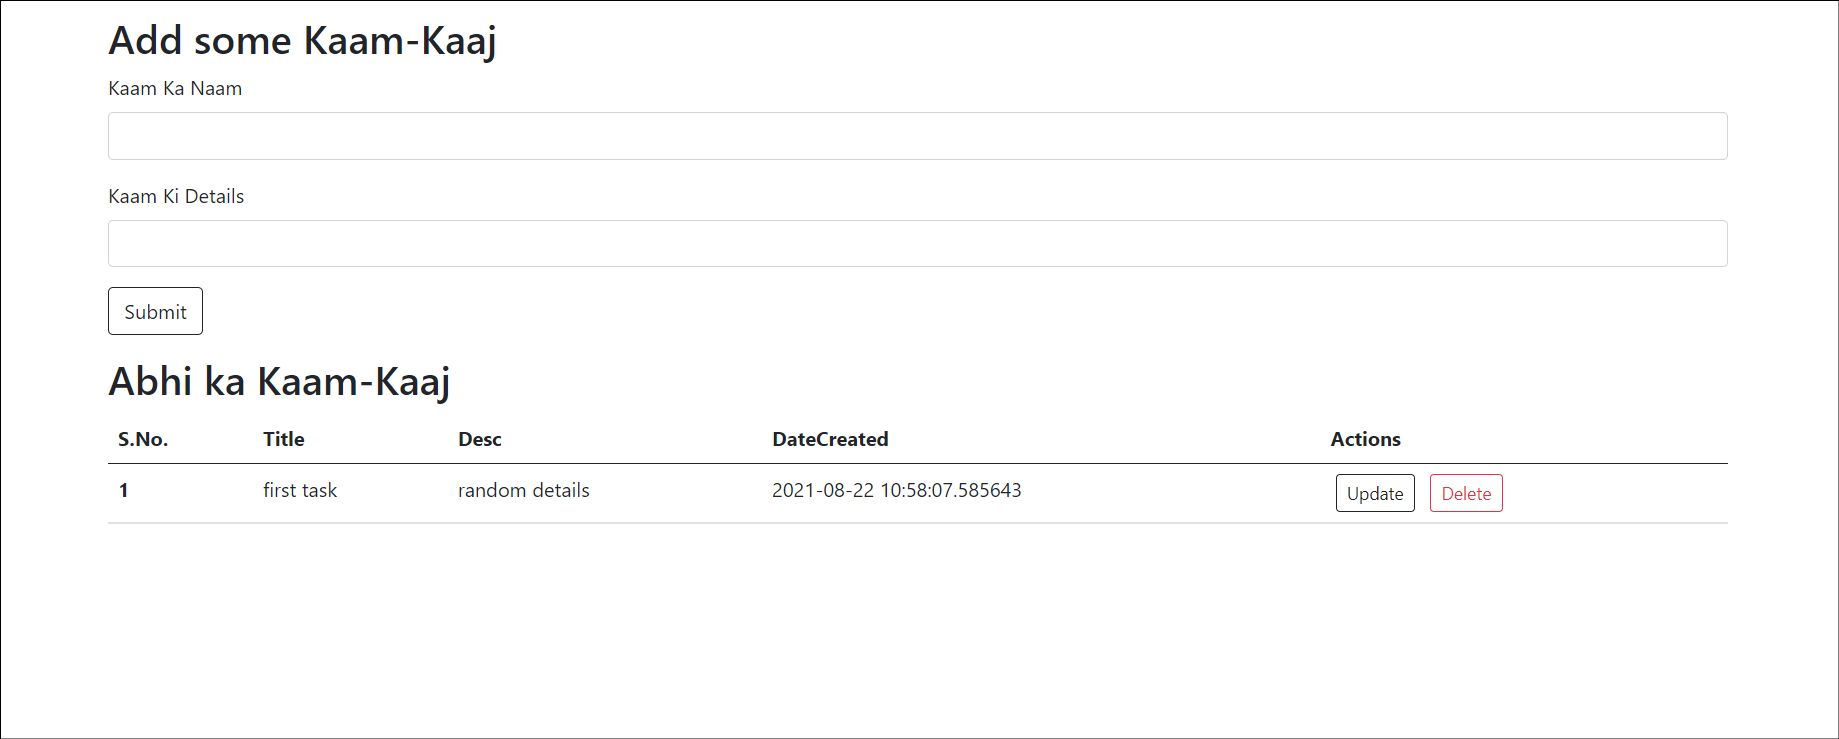 Add some Kaam-Kaaj
Kaam Ka Naam
Kaam Ki Details
Submit
Abhi ka Kaam-Kaaj
S.No. Title Desc DateCreated Actions
1 first task random details 2021-08-22 10:58:07.585643 Update Delete